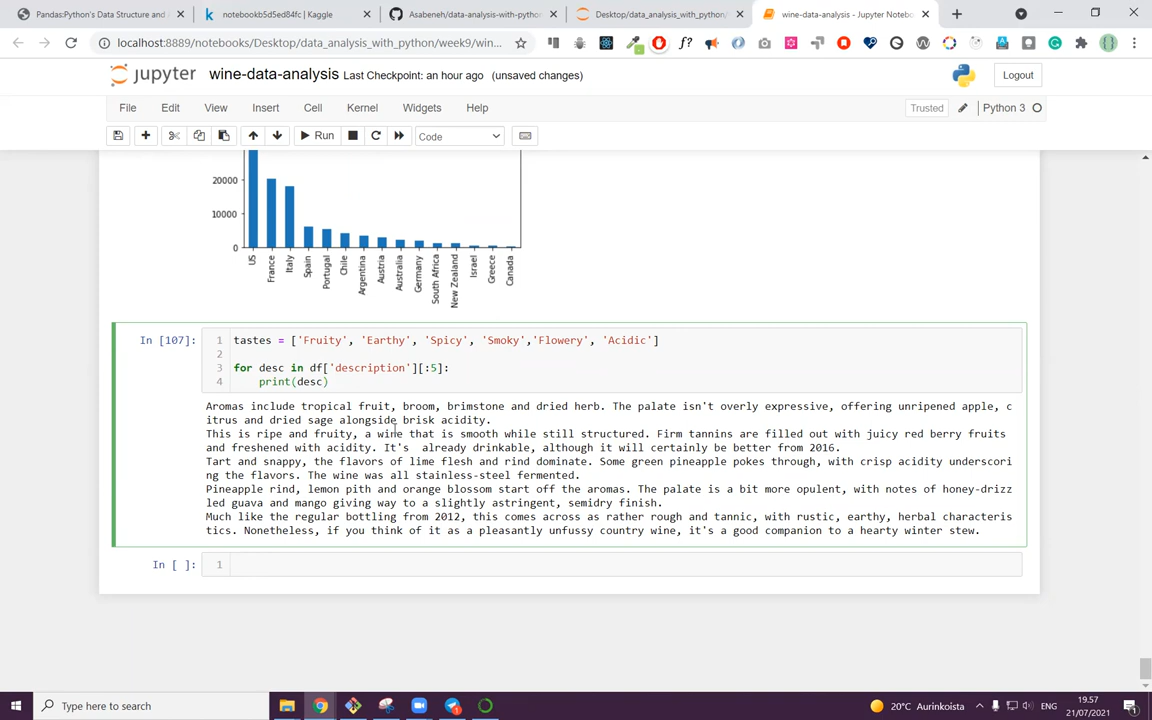 Pandas:Python's Data Structure and
notebookb5d5ed84fc | Kaggle
Asabeneh/data-analysis-with-python
Desktop/data_analysis_with_python/
wine-data-analysis - Jupyter Notebo
localhost:8889/notebooks/Desktop/data_analysis_with_python/week9/win...
f?
jupyter wine-data-analysis Last Checkpoint: an hour ago (unsaved changes)
Logout
File Edit View Insert Cell Kernel Widgets Help
Trusted Python 3
Run Code
20000
10000
0
US
France
Italy
Spain
Portugal
Chile
Argentina
Austria
Australia
Germany
South Africa
New Zealand
Israel
Greece
Canada
In [107]:
1 tastes = ['Fruity', 'Earthy', 'Spicy', 'Smoky','Flowery', 'Acidic']
2
3 for desc in df['description'][:5]:
4 print(desc)
Aromas include tropical fruit, broom, brimstone and dried herb. The palate isn't overly expressive, offering unripened apple, c
itrus and dried sage alongside brisk acidity.
This is ripe and fruity, a wine that is smooth while still structured. Firm tannins are filled out with juicy red berry fruits
and freshened with acidity. It's  already drinkable, although it will certainly be better from 2016.
Tart and snappy, the flavors of lime flesh and rind dominate. Some green pineapple pokes through, with crisp acidity underscori
ng the flavors. The wine was all stainless-steel fermented.
Pineapple rind, lemon pith and orange blossom start off the aromas. The palate is a bit more opulent, with notes of honey-drizz
led guava and mango giving way to a slightly astringent, semidry finish.
Much like the regular bottling from 2012, this comes across as rather rough and tannic, with rustic, earthy, herbal characteris
tics. Nonetheless, if you think of it as a pleasantly unfussy country wine, it's a good companion to a hearty winter stew.
In [ ]: 1
Type here to search
20°C Aurinkoista
ENG
19.57
21/07/2021
1